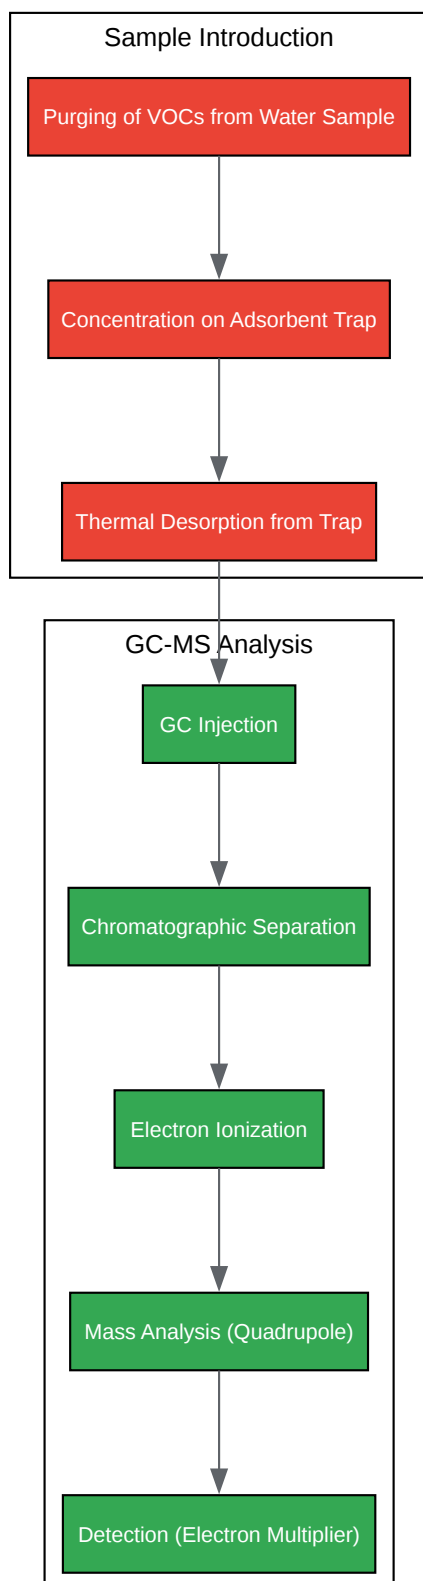 Sample Introduction
Purging of VOCs from Water Sample
Concentration on Adsorbent Trap
Thermal Desorption from Trap
GC-MS Analysis
GC Injection
Chromatographic Separation
Electron Ionization
Mass Analysis (Quadrupole)
Detection (Electron Multiplier)